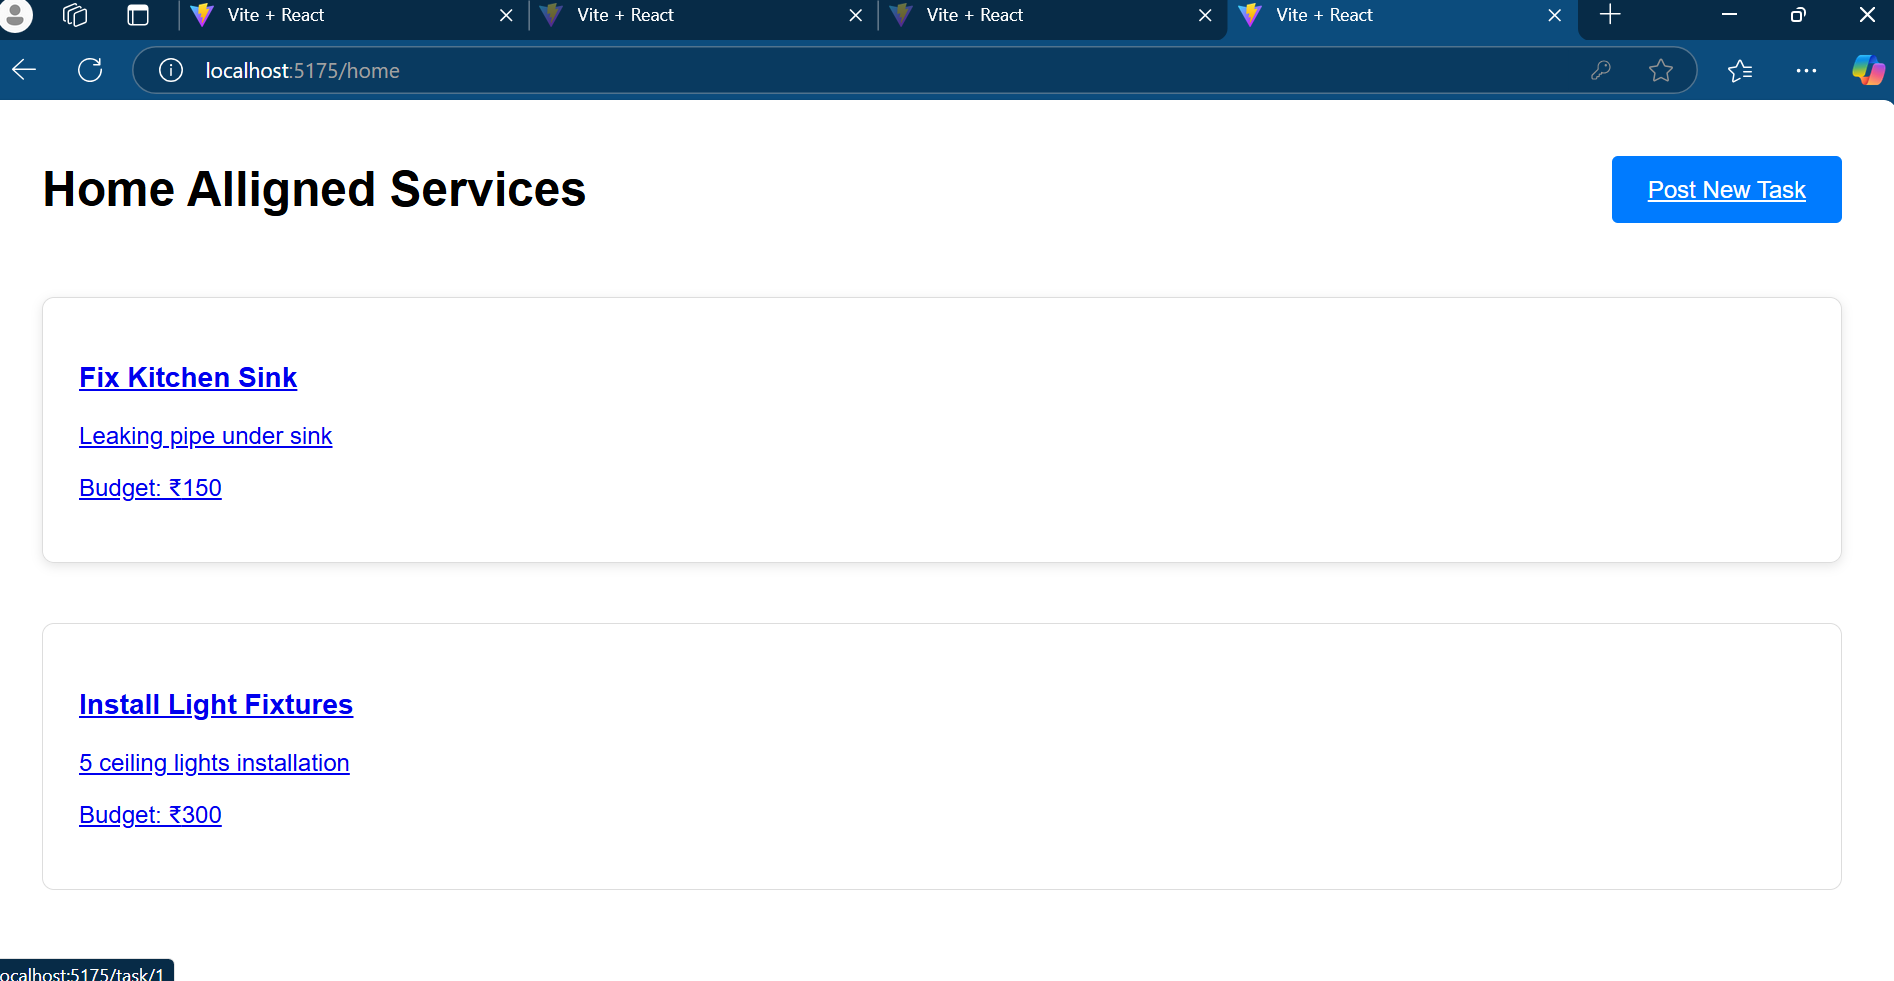 Vite + React
Vite + React
Vite + React
Vite + React
localhost:5175/home
Home Alligned Services
Post New Task
Fix Kitchen Sink
Leaking pipe under sink
Budget: ₹150
Install Light Fixtures
5 ceiling lights installation
Budget: ₹300
ocalhost:5175/task/1